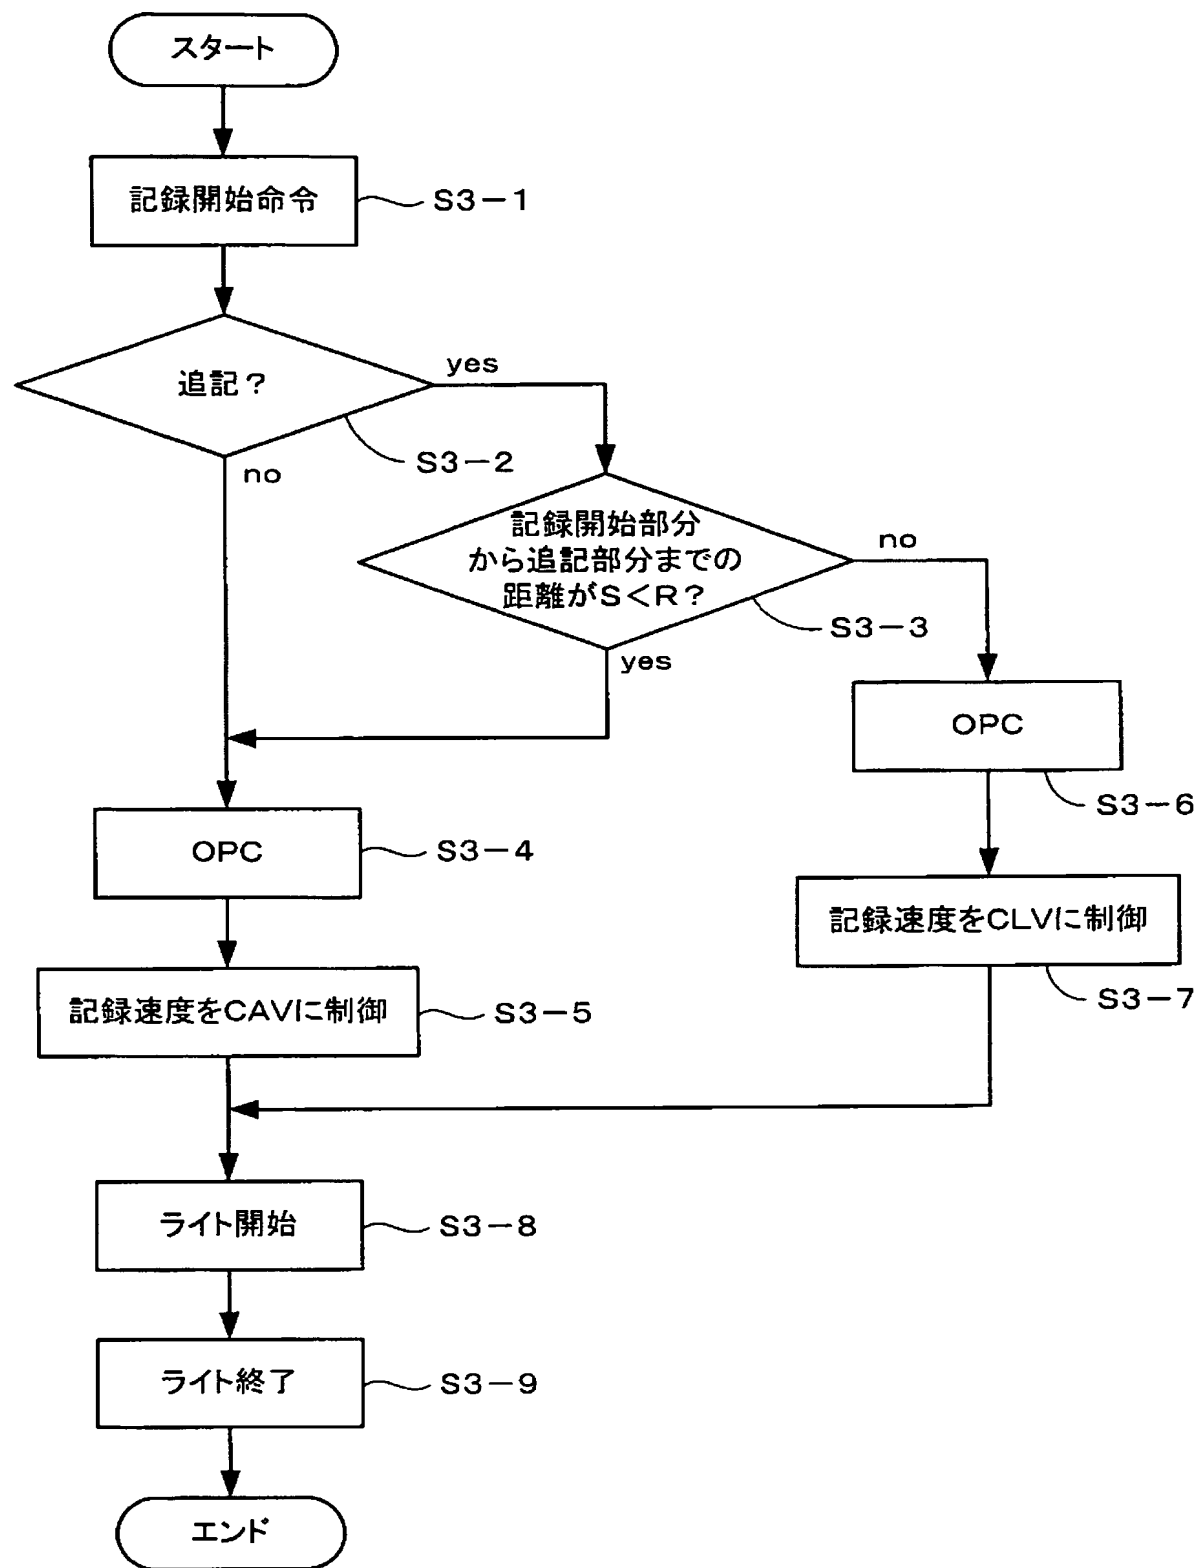 スタート
記録開始命令
S3-1
追記？
yes
S3-2
no
記録開始部分
から追記部分までの
距離がS<R？
no
S3-3
yes
OPC
S3-6
OPC
S3-4
記録速度をCLVに制御
S3-7
記録速度をCAVに制御
S3-5
ライト開始
S3-8
ライト終了
S3-9
エンド